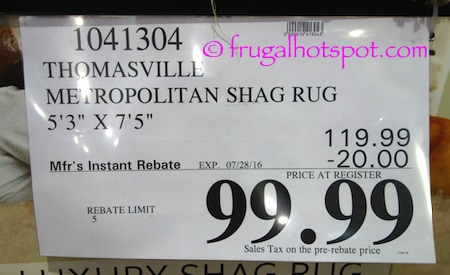 1041304
© frugalhotspot.com
THOMASVILLE
METROPOLITAN SHAG RUG
5'3" X 7'5"
119.99
Mfr's Instant Rebate EXP. 07/28/16 -20.00
PRICE AT REGISTER
REBATE LIMIT
5
99.99
Sales Tax on the pre-rebate price
LUXURY SHAG RUG